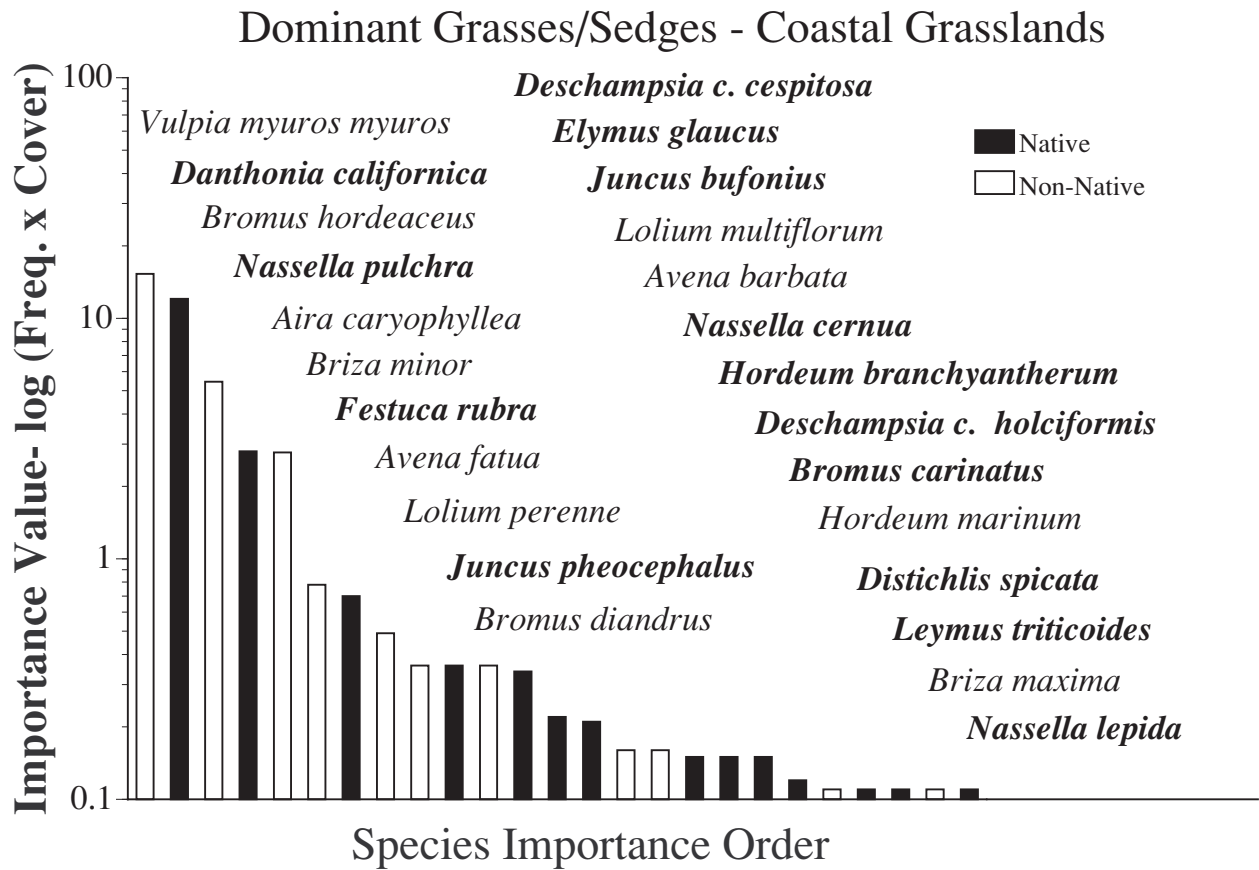 Dominant Grasses/Sedges - Coastal Grasslands
Importance Value- log (Freq. x Cover)
100
10
1
0.1
Vulpia myuros myuros
Danthonia californica
Bromus hordeaceus
Nassella pulchra
Aira caryophyllea
Briza minor
Festuca rubra
Avena fatua
Lolium perenne
Juncus pheocephalus
Bromus diandrus
Deschampsia c. cespitosa
Elymus glaucus
Juncus bufonius
Lolium multiflorum
Avena barbata
Nassella cernua
Hordeum branchyantherum
Deschampsia c. holciformis
Bromus carinatus
Hordeum marinum
Distichlis spicata
Leymus triticoides
Briza maxima
Nassella lepida
Native
Non-Native
Species Importance Order